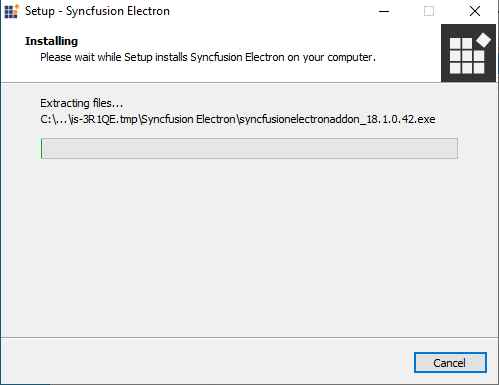 Setup - Syncfusion Electron
Installing
Please wait while Setup installs Syncfusion Electron on your computer.
Extracting files...
C:\...\is-3R1QE.tmp\Syncfusion Electron\syncfusionelectronaddon_18.1.0.42.exe
Cancel